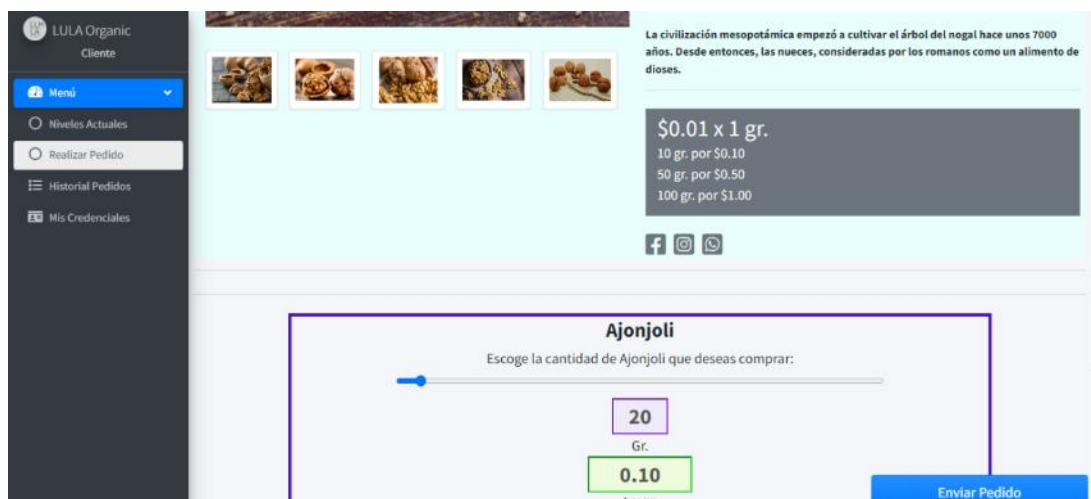 LULA Organic
Cliente
Menú
Niveles Actuales
Realizar Pedido
Historial Pedidos
Mis Credenciales
La civilización mesopotámica empezó a cultivar el árbol del nogal hace unos 7000
años. Desde entonces, las nueces, consideradas por los romanos como un alimento de
dioses.
$0.01 x 1 gr.
10 gr. por $0.10
50 gr. por $0.50
100 gr. por $1.00
Ajonjoli
Escoge la cantidad de Ajonjoli que deseas comprar:
20
Gr.
0.10
Enviar Pedido